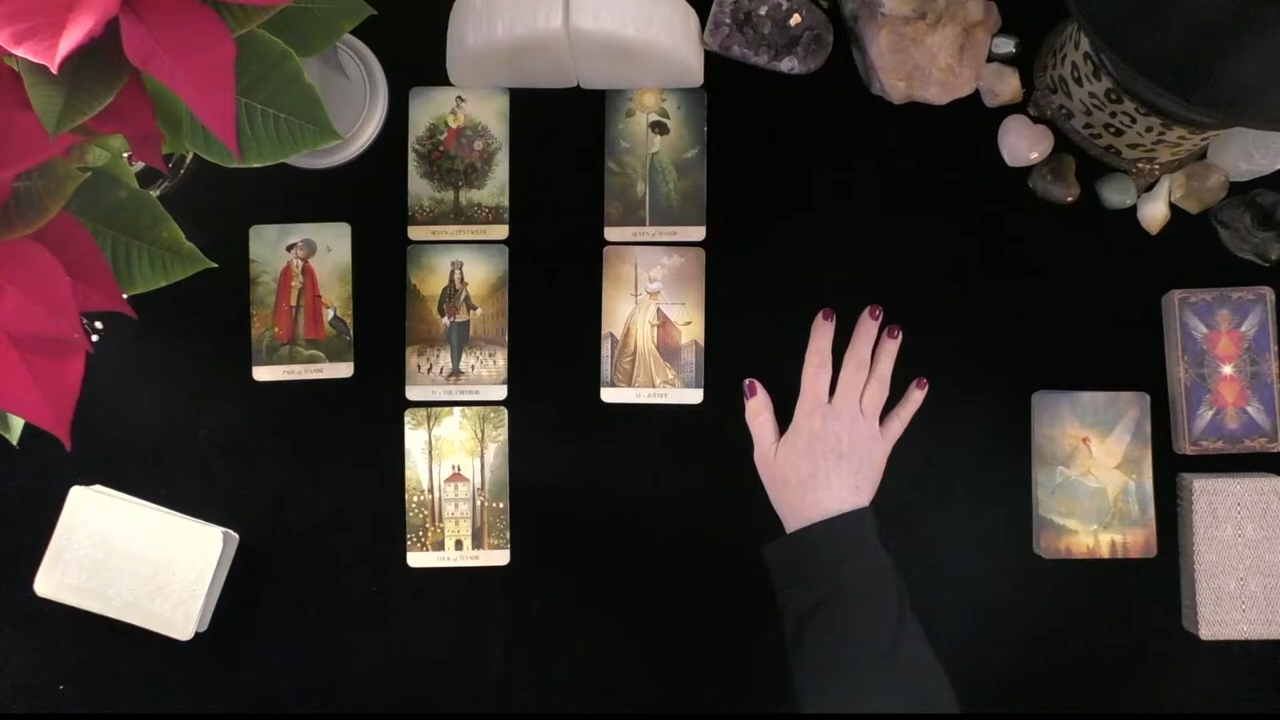 SEVEN of PENTACLES
QUEEN of WANDS
PAGE of WANDS
IV • THE EMPEROR
XI • JUSTICE
FOUR of WANDS